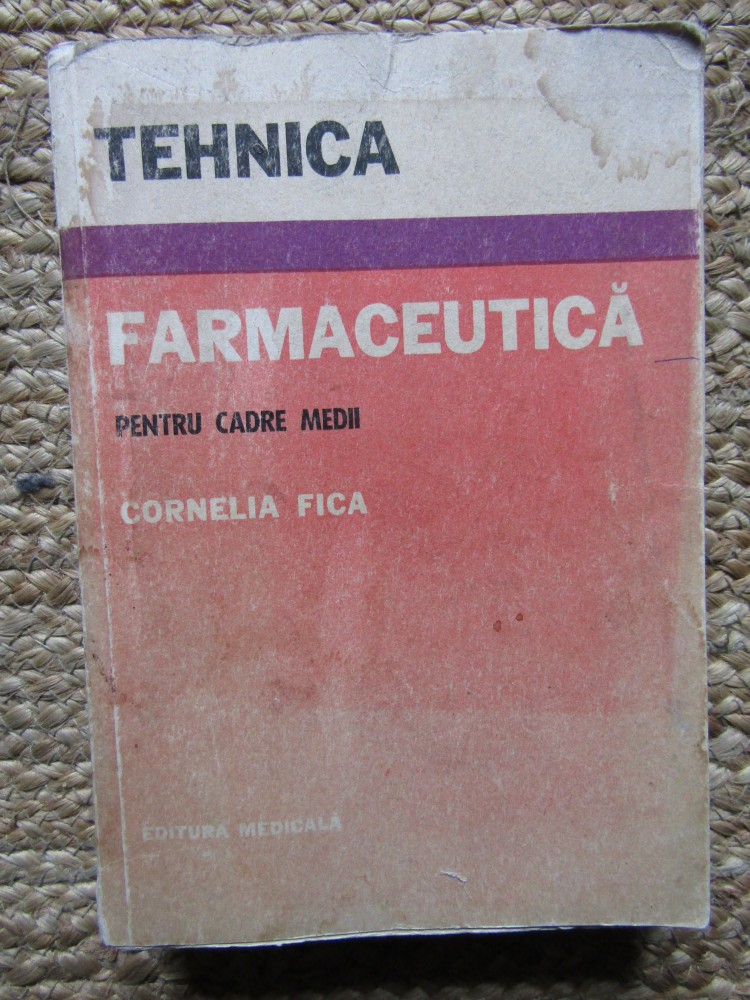 TEHNICA
FARMACEUTICĂ
PENTRU CADRE MEDII
CORNELIA FICA
EDITURA MEDICALĂ